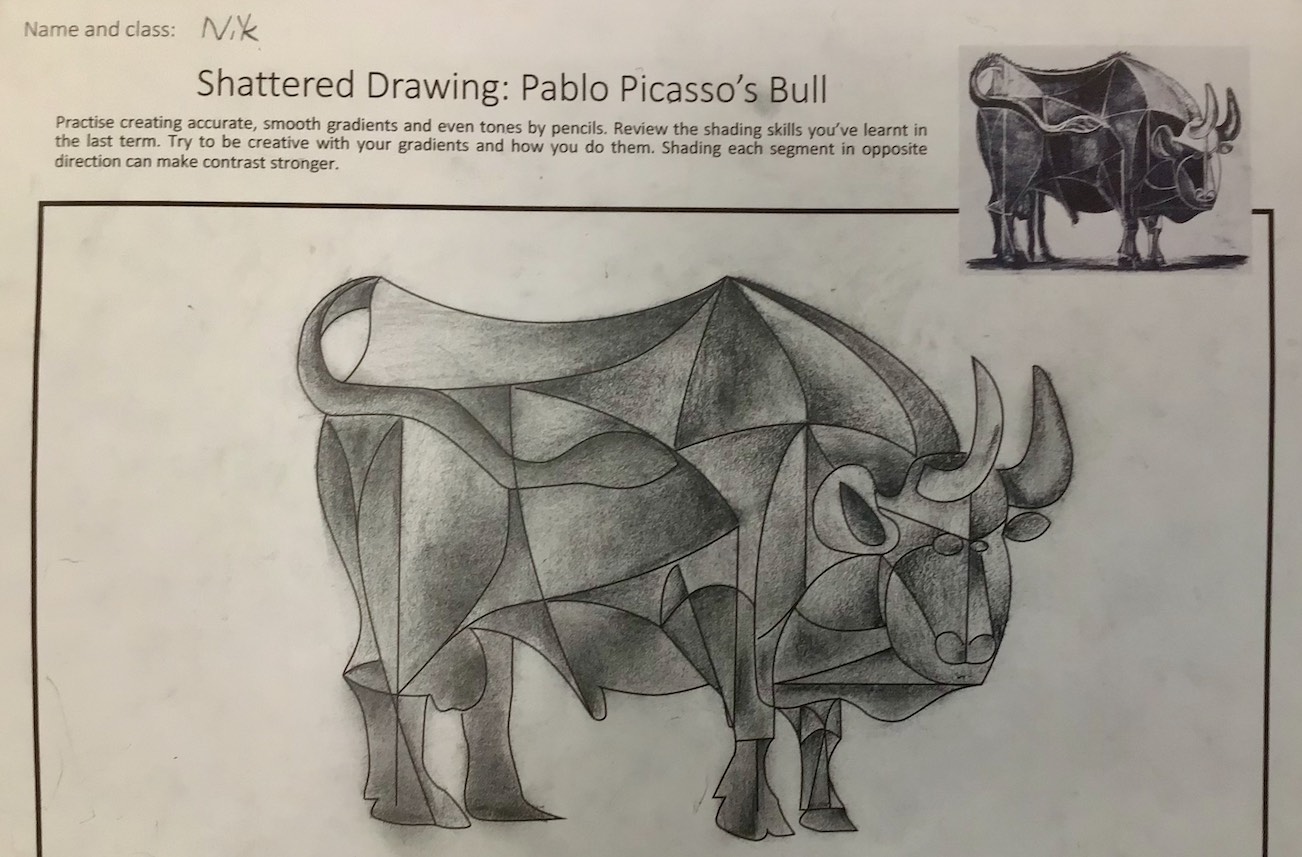 Name and class: Nik
Shattered Drawing: Pablo Picasso's Bull
Practise creating accurate, smooth gradients and even tones by pencils. Review the shading skills you've learnt in
the last term. Try to be creative with your gradients and how you do them. Shading each segment in opposite
direction can make contrast stronger.